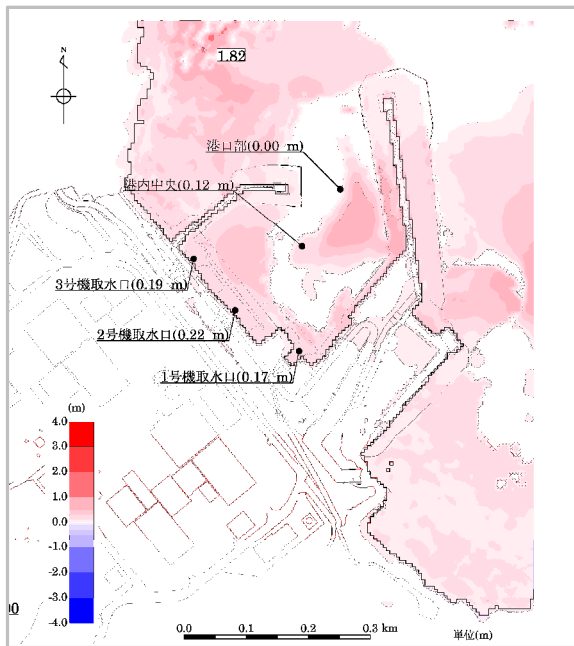 1.82
N
港口部(0.00 m)
港内中央(0.12 m)
3号機取水口(0.19 m)
2号機取水口(0.22 m)
1号機取水口(0.17 m)
(m)
4.0
3.0
2.0
1.0
0.0
-1.0
-2.0
-3.0
-4.0
0.0 0.1 0.2 0.3 km
単位(m)